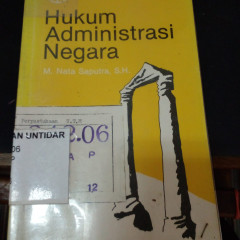 Hukum
Administrasi
Negara
M. Nata Saputra, S.H.
Perpustakaan
2.06
AN UNTIDAR
06
P
A P
12